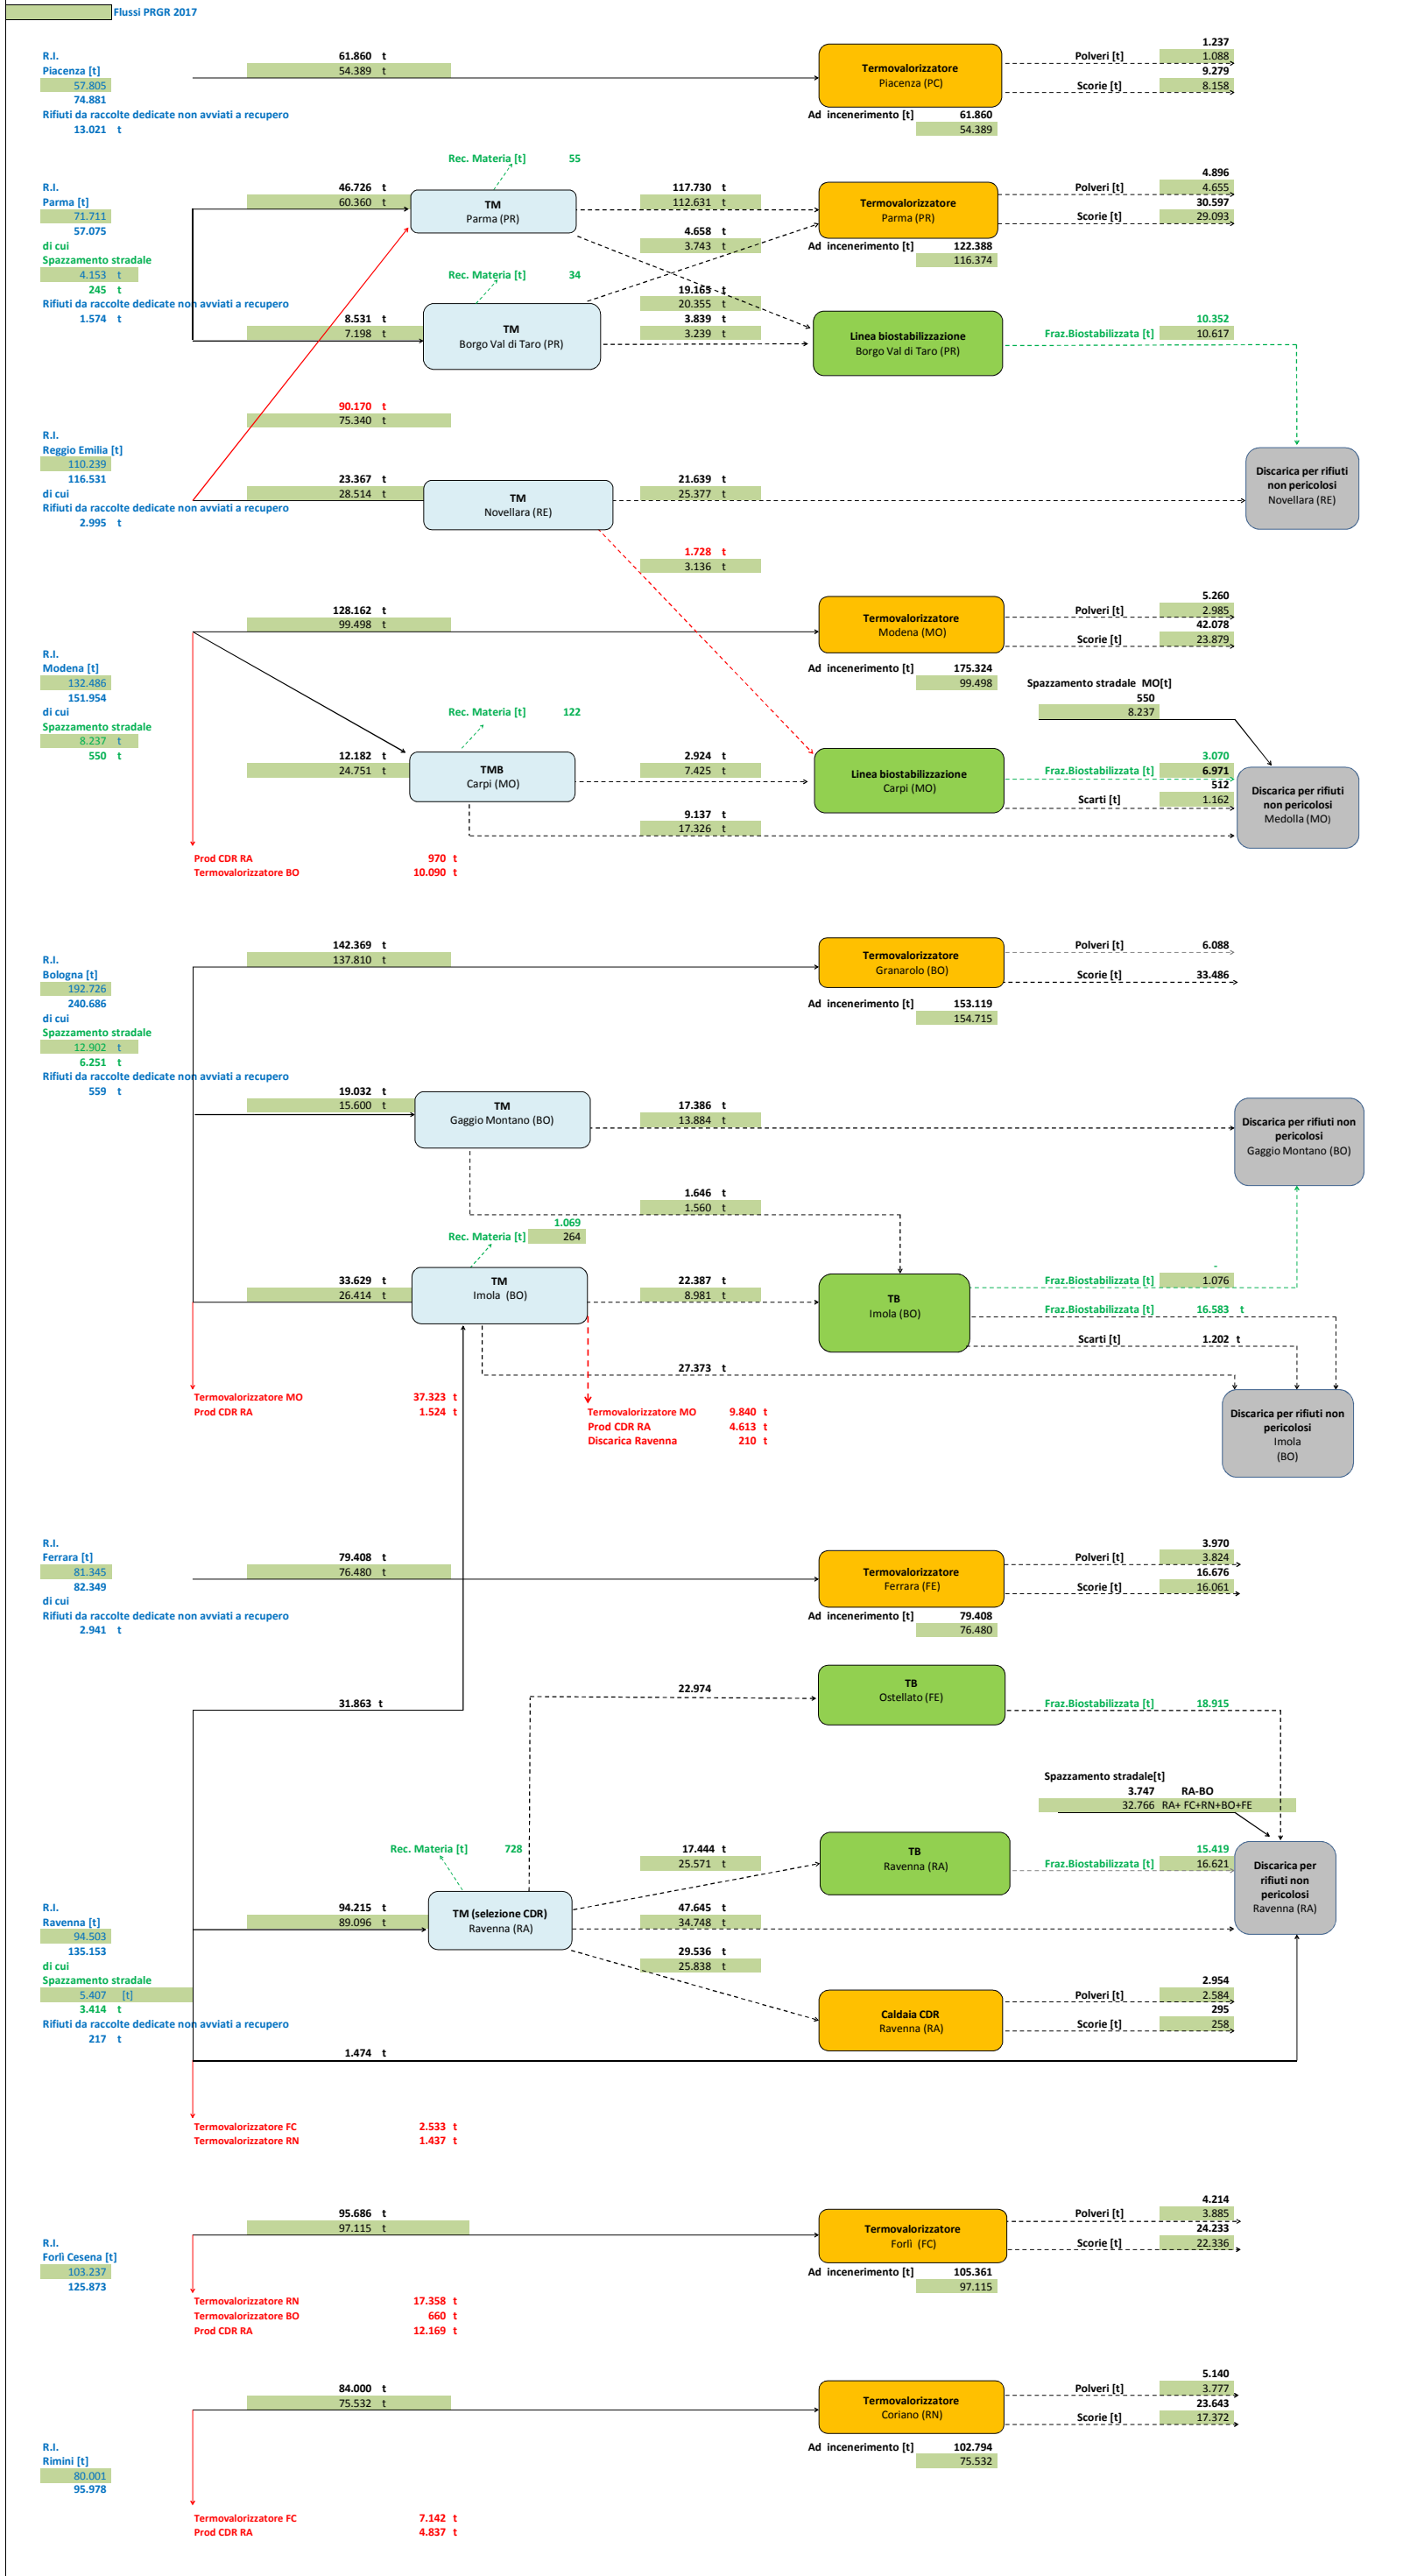 Flussi PRGR 2017
R.I.
Piacenza [t]
57.805
74.881
Rifiuti da raccolte dedicate non avviati a recupero
13.021 t
61.860 t
54.389 t
Termovalorizzatore
Piacenza (PC)
Ad incenerimento [t] 61.860
54.389
1.237
Polveri [t] 1.088
9.279
Scorie [t] 8.158
R.I.
Parma [t]
71.711
57.075
di cui
Spazzamento stradale
4.153 t
245 t
Rifiuti da raccolte dedicate non avviati a recupero
1.574 t
46.726 t
60.360 t
Rec. Materia [t] 55
TM
Parma (PR)
117.730 t
112.631 t
4.658 t
3.743 t
Termovalorizzatore
Parma (PR)
Ad incenerimento [t] 122.388
116.374
4.896
Polveri [t] 4.655
30.597
Scorie [t] 29.093
Rec. Materia [t] 34
8.531 t
7.198 t
TM
Borgo Val di Taro (PR)
19.165 t
20.355 t
3.839 t
3.239 t
Linea biostabilizzazione
Borgo Val di Taro (PR)
10.352
Fraz.Biostabilizzata [t] 10.617
90.170 t
75.340 t
R.I.
Reggio Emilia [t]
110.239
116.531
di cui
Rifiuti da raccolte dedicate non avviati a recupero
2.995 t
23.367 t
28.514 t
TM
Novellara (RE)
21.639 t
25.377 t
1.728 t
3.136 t
Discarica per rifiuti
non pericolosi
Novellara (RE)
R.I.
Modena [t]
132.486
151.954
di cui
Spazzamento stradale
8.237 t
550 t
128.162 t
99.498 t
Termovalorizzatore
Modena (MO)
Ad incenerimento [t] 175.324
99.498
5.260
Polveri [t] 2.985
42.078
Scorie [t] 23.879
Spazzamento stradale MO[t]
550
8.237
Rec. Materia [t] 122
12.182 t
24.751 t
TMB
Carpi (MO)
2.924 t
7.425 t
9.137 t
17.326 t
Linea biostabilizzazione
Carpi (MO)
3.070
Fraz.Biostabilizzata [t] 6.971
512
Scarti [t] 1.162
Discarica per rifiuti
non pericolosi
Medolla (MO)
Prod CDR RA 970 t
Termovalorizzatore BO 10.090 t
R.I.
Bologna [t]
192.726
240.686
di cui
Spazzamento stradale
12.902 t
6.251 t
Rifiuti da raccolte dedicate non avviati a recupero
559 t
142.369 t
137.810 t
Termovalorizzatore
Granarolo (BO)
Ad incenerimento [t] 153.119
154.715
Polveri [t] 6.088
Scorie [t] 33.486
19.032 t
15.600 t
TM
Gaggio Montano (BO)
17.386 t
13.884 t
Discarica per rifiuti non
pericolosi
Gaggio Montano (BO)
1.646 t
1.560 t
1.069
Rec. Materia [t] 264
33.629 t
26.414 t
TM
Imola (BO)
22.387 t
8.981 t
27.373 t
TB
Imola (BO)
-
Fraz.Biostabilizzata [t] 1.076
Fraz.Biostabilizzata [t] 16.583 t
Scarti [t] 1.202 t
Termovalorizzatore MO 37.323 t
Prod CDR RA 1.524 t
Termovalorizzatore MO 9.840 t
Prod CDR RA 4.613 t
Discarica Ravenna 210 t
Discarica per rifiuti non
pericolosi
Imola
(BO)
R.I.
Ferrara [t]
81.345
82.349
di cui
Rifiuti da raccolte dedicate non avviati a recupero
2.941 t
79.408 t
76.480 t
Termovalorizzatore
Ferrara (FE)
Ad incenerimento [t] 79.408
76.480
3.970
Polveri [t] 3.824
16.676
Scorie [t] 16.061
31.863 t
22.974
TB
Ostellato (FE)
Fraz.Biostabilizzata [t] 18.915
Spazzamento stradale[t]
3.747 RA-BO
32.766 RA+ FC+RN+BO+FE
Rec. Materia [t] 728
17.444 t
25.571 t
TB
Ravenna (RA)
15.419
Fraz.Biostabilizzata [t] 16.621
Discarica per
rifiuti non
pericolosi
Ravenna (RA)
R.I.
Ravenna [t]
94.503
135.153
di cui
Spazzamento stradale
5.407 [t]
3.414 t
Rifiuti da raccolte dedicate non avviati a recupero
217 t
94.215 t
89.096 t
TM (selezione CDR)
Ravenna (RA)
47.645 t
34.748 t
29.536 t
25.838 t
Caldaia CDR
Ravenna (RA)
2.954
Polveri [t] 2.584
295
Scorie [t] 258
1.474 t
Termovalorizzatore FC 2.533 t
Termovalorizzatore RN 1.437 t
R.I.
Forlì Cesena [t]
103.237
125.873
95.686 t
97.115 t
Termovalorizzatore
Forlì (FC)
Ad incenerimento [t] 105.361
97.115
4.214
Polveri [t] 3.885
24.233
Scorie [t] 22.336
Termovalorizzatore RN 17.358 t
Termovalorizzatore BO 660 t
Prod CDR RA 12.169 t
84.000 t
75.532 t
Termovalorizzatore
Coriano (RN)
Ad incenerimento [t] 102.794
75.532
5.140
Polveri [t] 3.777
23.643
Scorie [t] 17.372
R.I.
Rimini [t]
80.001
95.978
Termovalorizzatore FC 7.142 t
Prod CDR RA 4.837 t